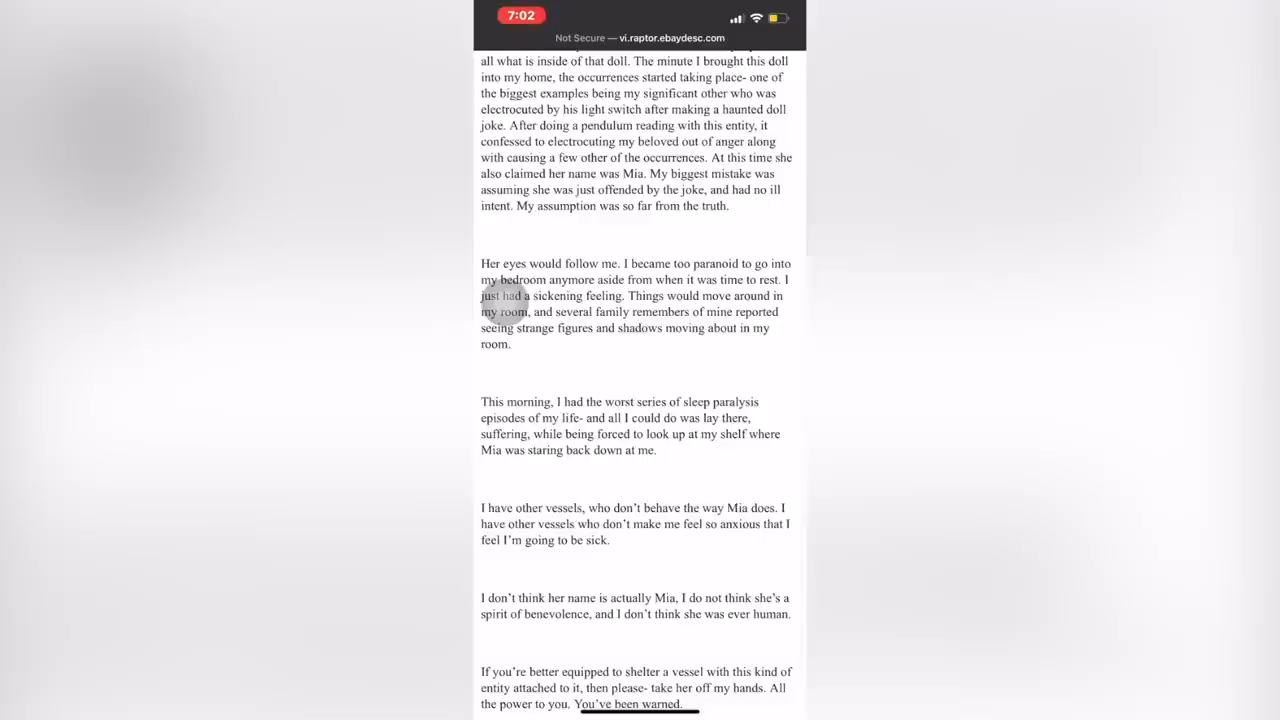 7:02
Not Secure — vi.raptor.ebaydesc.com
all what is inside of that doll. The minute I brought this doll
into my home, the occurrences started taking place- one of
the biggest examples being my significant other who was
electrocuted by his light switch after making a haunted doll
joke. After doing a pendulum reading with this entity, it
confessed to electrocuting my beloved out of anger along
with causing a few other of the occurrences. At this time she
also claimed her name was Mia. My biggest mistake was
assuming she was just offended by the joke, and had no ill
intent. My assumption was so far from the truth.
Her eyes would follow me. I became too paranoid to go into
my bedroom anymore aside from when it was time to rest. I
just had a sickening feeling. Things would move around in
my room, and several family remembers of mine reported
seeing strange figures and shadows moving about in my
room.
This morning, I had the worst series of sleep paralysis
episodes of my life- and all I could do was lay there,
suffering, while being forced to look up at my shelf where
Mia was staring back down at me.
I have other vessels, who don’t behave the way Mia does. I
have other vessels who don’t make me feel so anxious that I
feel I’m going to be sick.
I don’t think her name is actually Mia, I do not think she’s a
spirit of benevolence, and I don’t think she was ever human.
If you’re better equipped to shelter a vessel with this kind of
entity attached to it, then please- take her off my hands. All
the power to you. You’ve been warned.